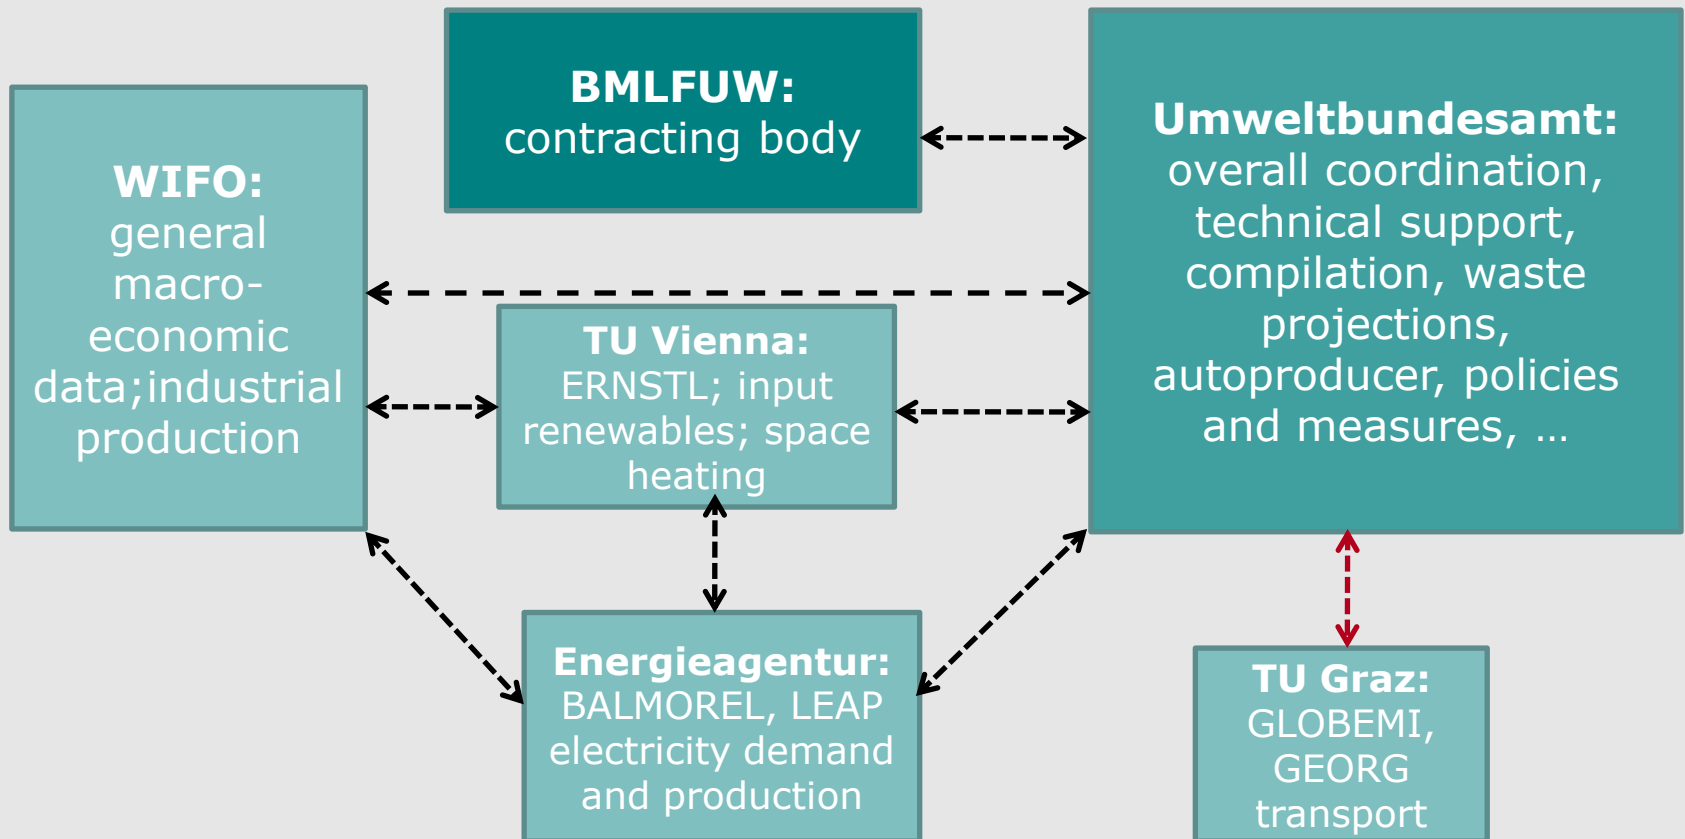 BMLFUW:
contracting body
WIFO:
general
macro-
economic
data;industrial
production
Umweltbundesamt:
overall coordination,
technical support,
compilation, waste
projections,
autoproducer, policies
and measures, ...
TU Vienna:
ERNSTL; input
renewables; space
heating
Energieagentur:
BALMOREL, LEAP
electricity demand
and production
TU Graz:
GLOBEMI,
GEORG
transport